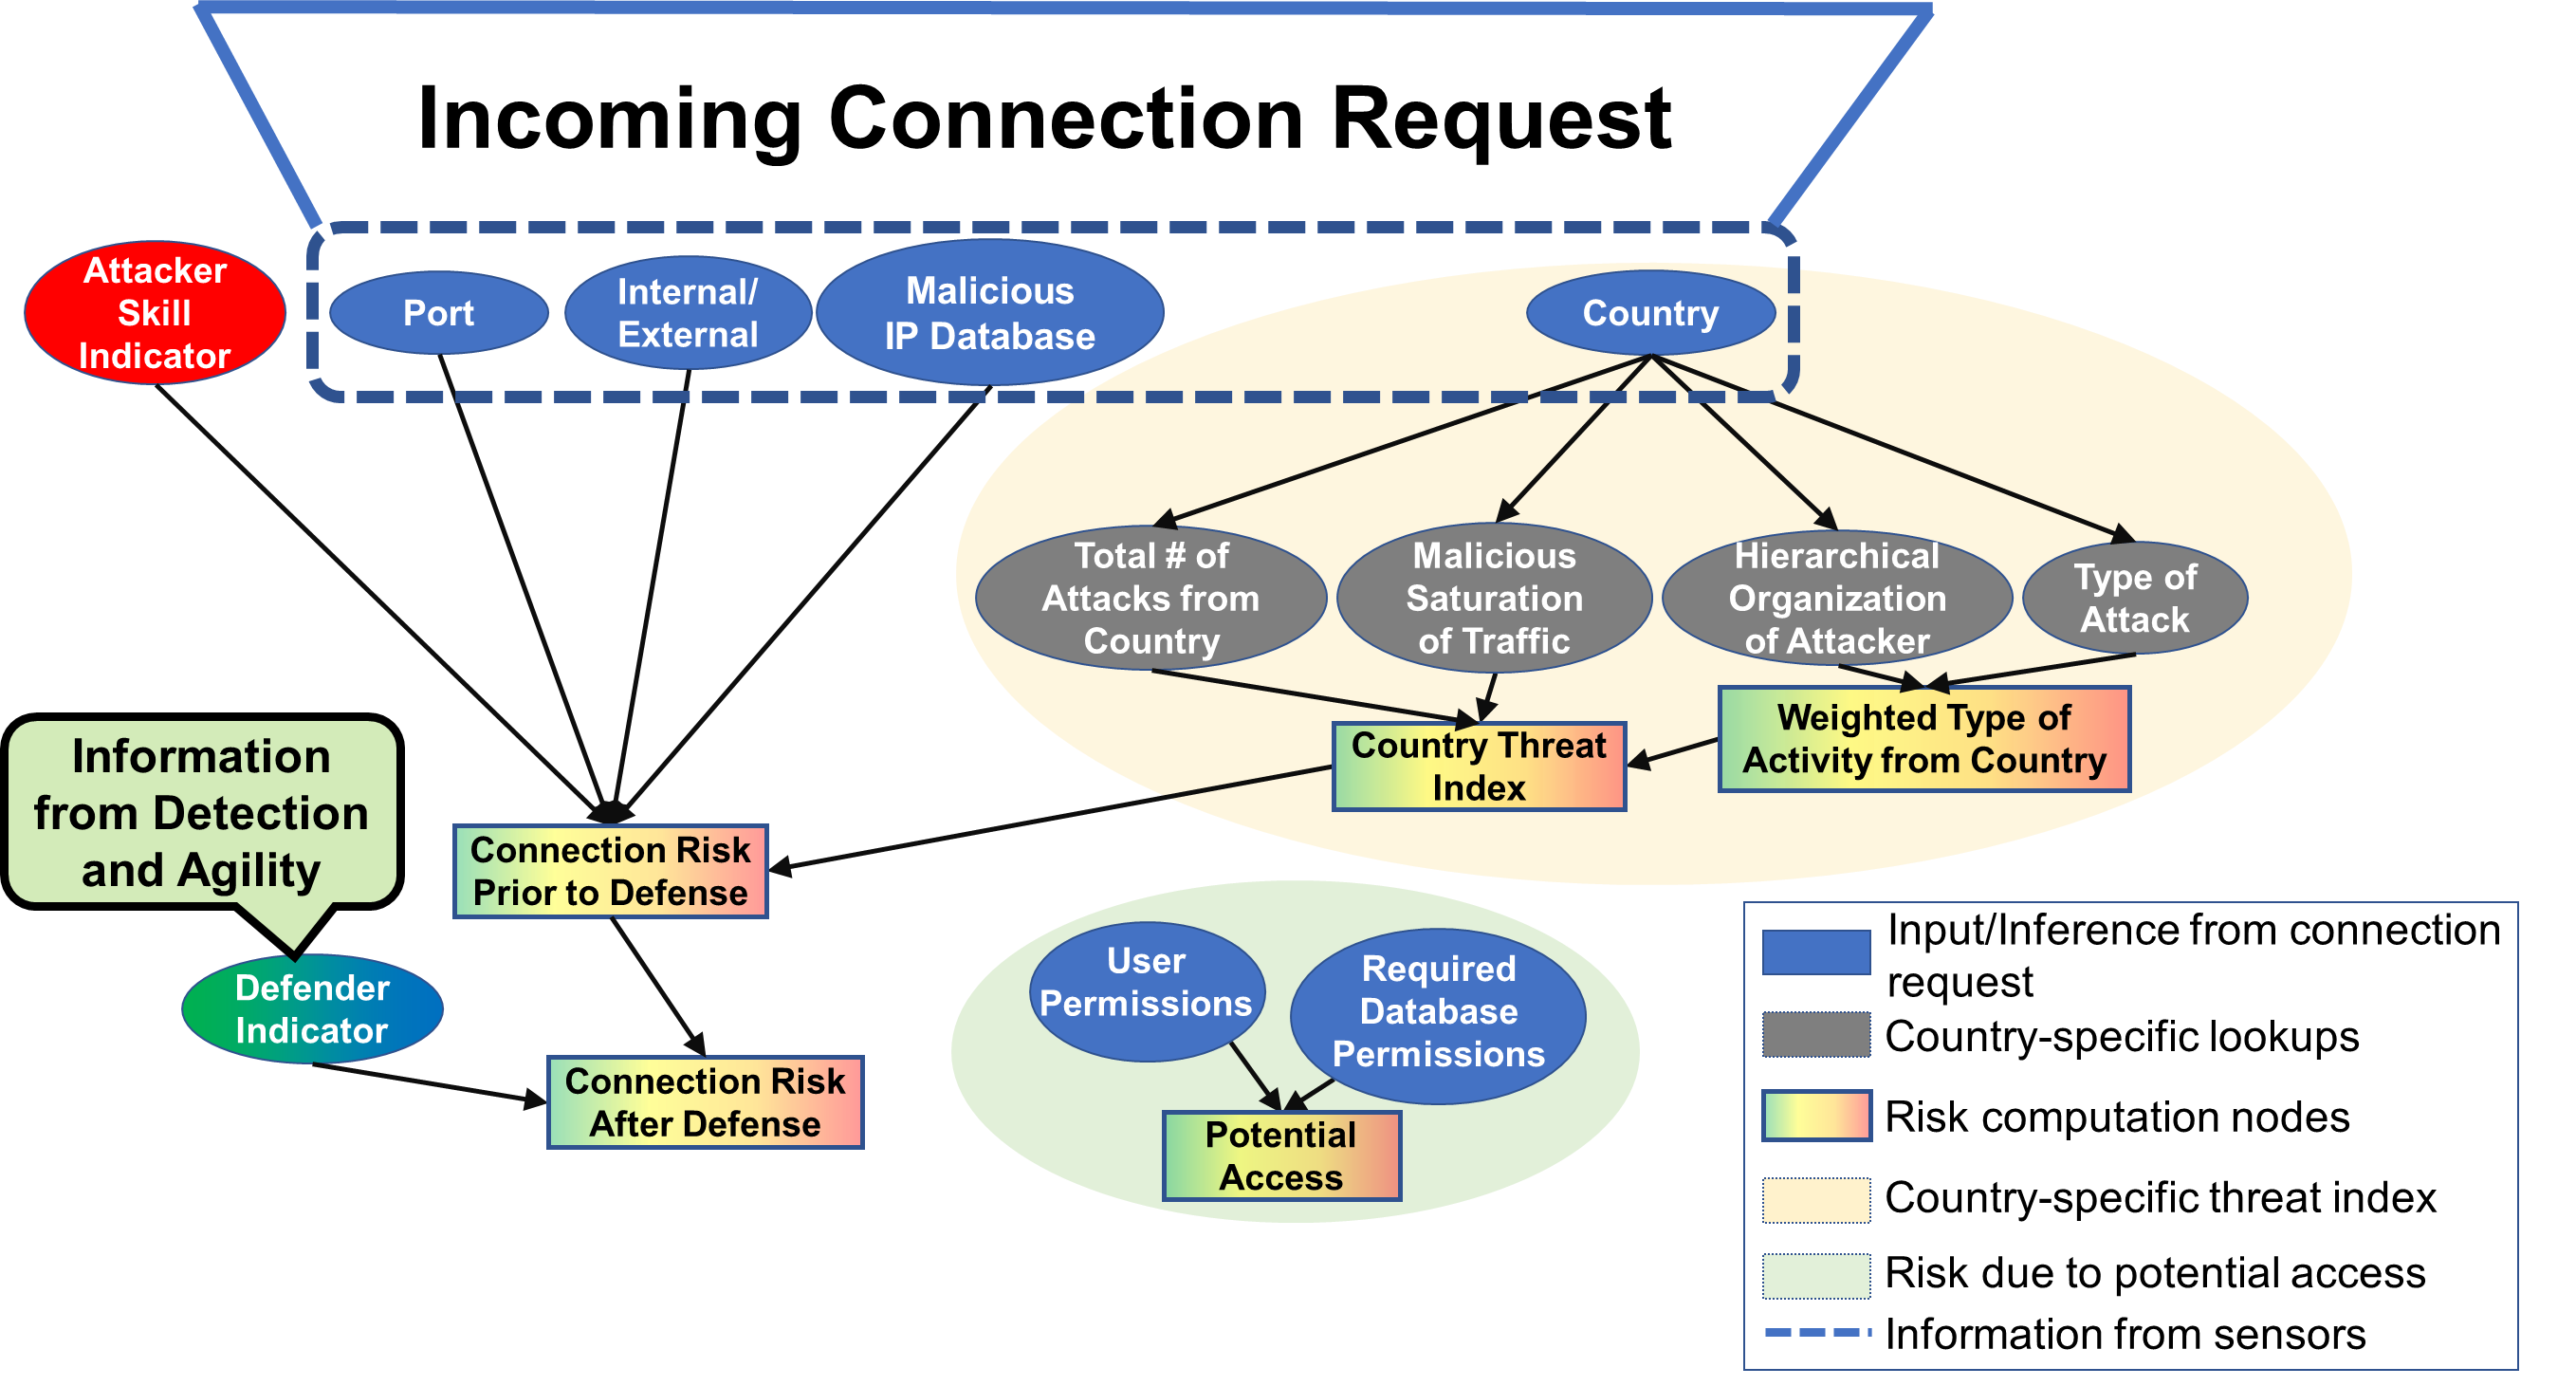 Incoming Connection Request
Attacker
Skill
Indicator
Port
Internal/
External
Malicious
IP Database
Country
Total # of
Attacks from
Country
Malicious
Saturation
of Traffic
Hierarchical
Organization
of Attacker
Type of
Attack
Weighted Type of
Activity from Country
Country Threat
Index
Information
from Detection
and Agility
Connection Risk
Prior to Defense
Defender
Indicator
Connection Risk
After Defense
User
Permissions
Required
Database
Permissions
Potential
Access
Input/Inference from connection
request
Country-specific lookups
Risk computation nodes
Country-specific threat index
Risk due to potential access
Information from sensors